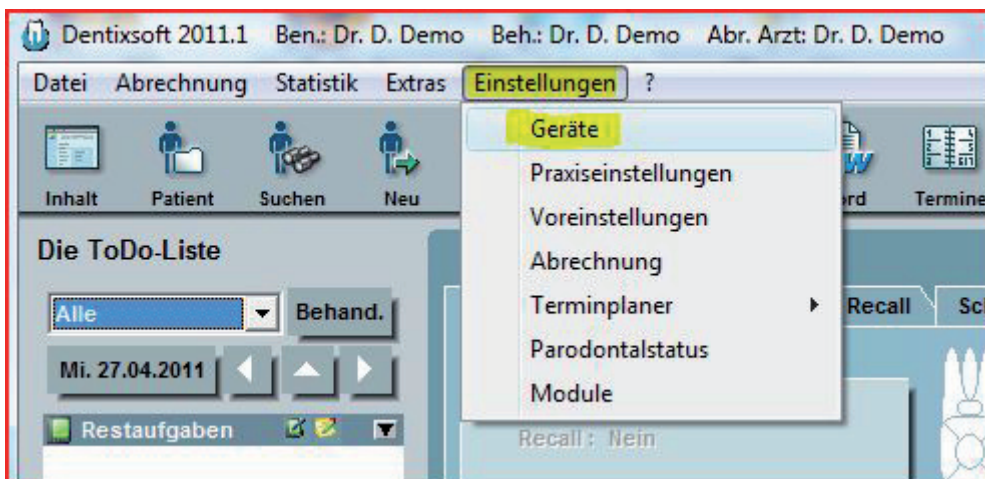 Dentixsoft 2011.1 Ben.: Dr. D. Demo Beh.: Dr. D. Demo Abr. Arzt: Dr. D. Demo
Datei Abrechnung Statistik Extras Einstellungen ?
Geräte
Praxiseinstellungen
Voreinstellungen
Abrechnung
Terminplaner
Parodontalstatus
Module
Inhalt Patient Suchen Neu Termine
Die ToDo-Liste
Alle Behand.
Mi. 27.04.2011
Restaufgaben
Recall
Recall : Nein